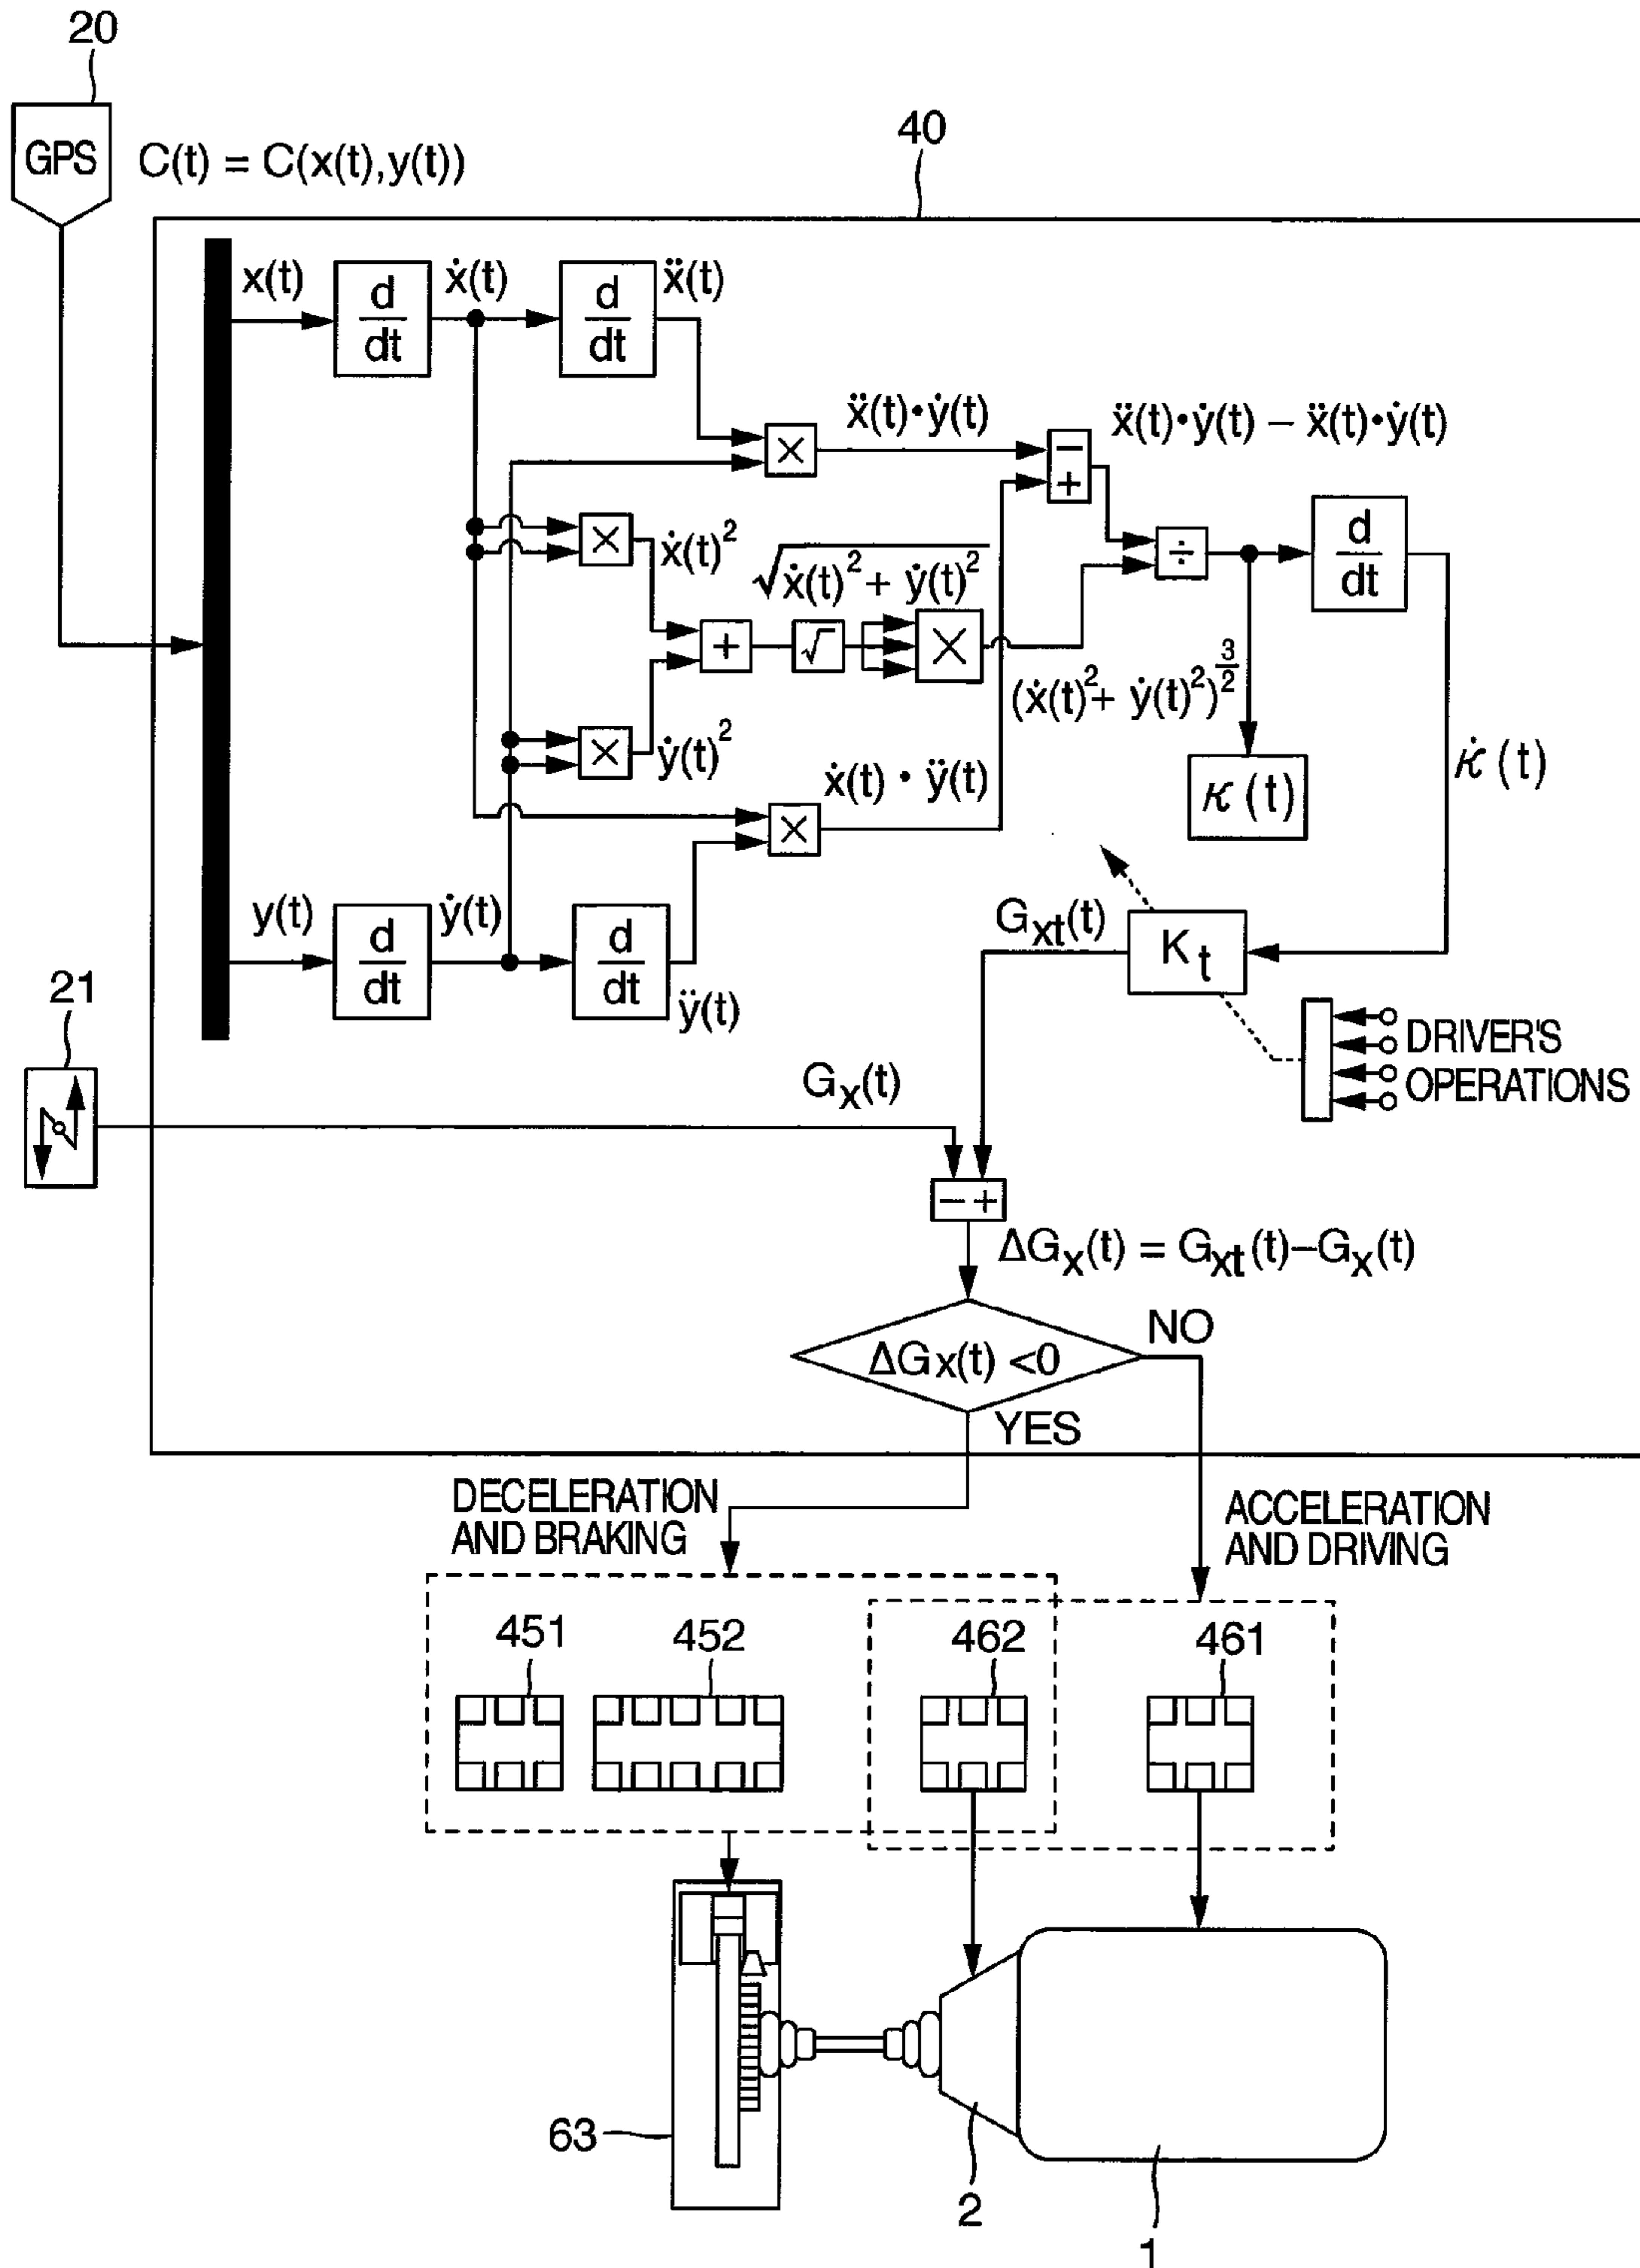 20
GPS
C(t) = C(x(t),y(t))
40
x(t)
d
dt
ẋ(t)
d
dt
ẍ(t)
ẍ(t)•ẏ(t)
ẍ(t)•ẏ(t) – ẍ(t)•ẏ(t)
×
–
+
×
ẋ(t)²
√ẋ(t)² + ẏ(t)²
÷
d
dt
+
√
×
(ẋ(t)² + ẏ(t)²)^3/2
×
ẏ(t)²
ẋ(t) • ÿ(t)
×
κ (t)
κ̇ (t)
y(t)
d
dt
ẏ(t)
d
dt
ÿ(t)
Gxt(t)
Kt
21
DRIVER'S
OPERATIONS
Gx(t)
– +
ΔGx(t) = Gxt(t)–Gx(t)
ΔGx(t) <0
NO
YES
DECELERATION
AND BRAKING
ACCELERATION
AND DRIVING
451
452
462
461
63
2
1